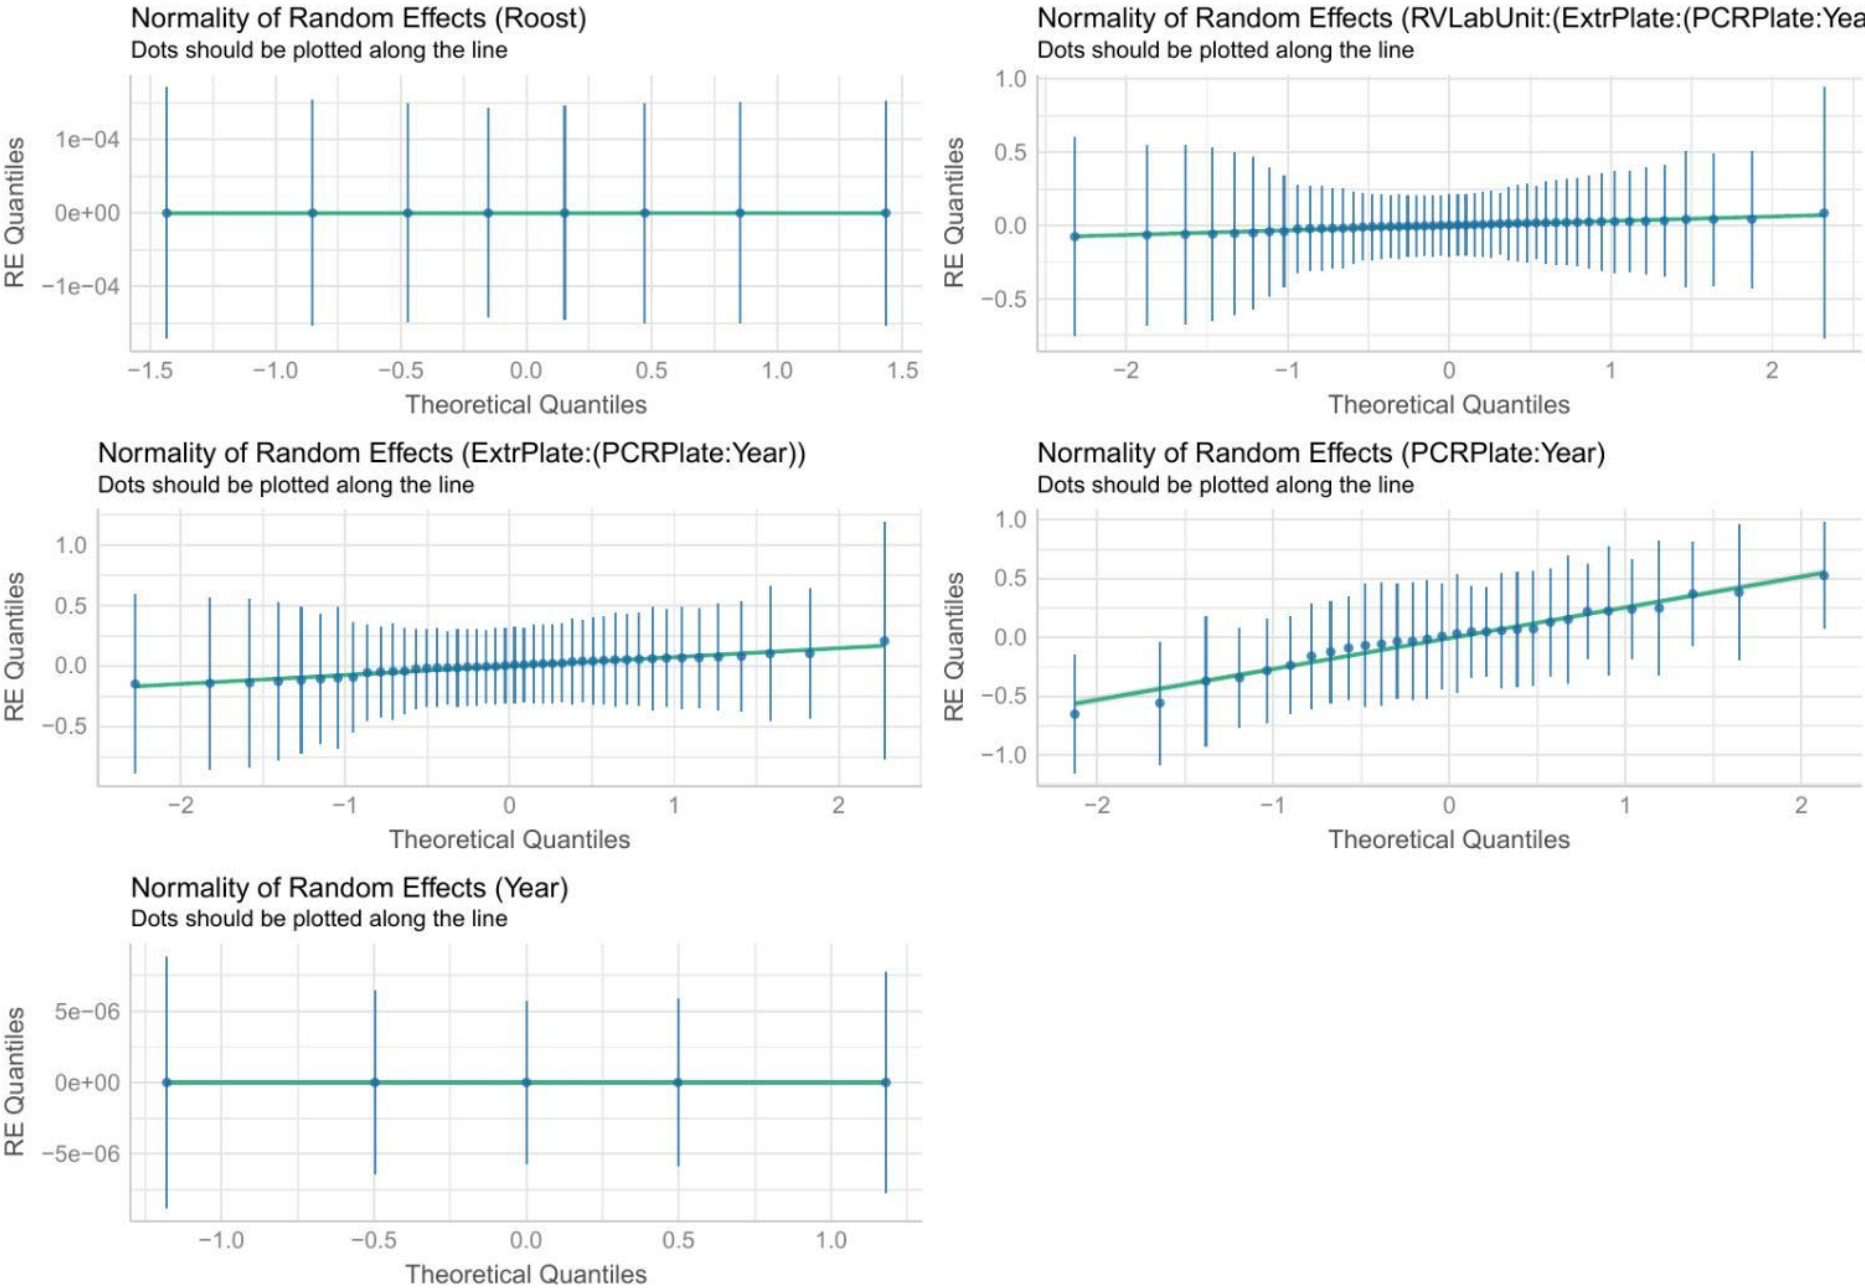 Normality of Random Effects (Roost)
Dots should be plotted along the line
RE Quantiles
1e−04
0e+00
−1e−04
−1.5 −1.0 −0.5 0.0 0.5 1.0 1.5
Theoretical Quantiles
Normality of Random Effects (RVLabUnit:(ExtrPlate:(PCRPlate:Yea
Dots should be plotted along the line
RE Quantiles
1.0
0.5
0.0
−0.5
−2 −1 0 1 2
Theoretical Quantiles
Normality of Random Effects (ExtrPlate:(PCRPlate:Year))
Dots should be plotted along the line
RE Quantiles
1.0
0.5
0.0
−0.5
−2 −1 0 1 2
Theoretical Quantiles
Normality of Random Effects (PCRPlate:Year)
Dots should be plotted along the line
RE Quantiles
1.0
0.5
0.0
−0.5
−1.0
−2 −1 0 1 2
Theoretical Quantiles
Normality of Random Effects (Year)
Dots should be plotted along the line
RE Quantiles
5e−06
0e+00
−5e−06
−1.0 −0.5 0.0 0.5 1.0
Theoretical Quantiles